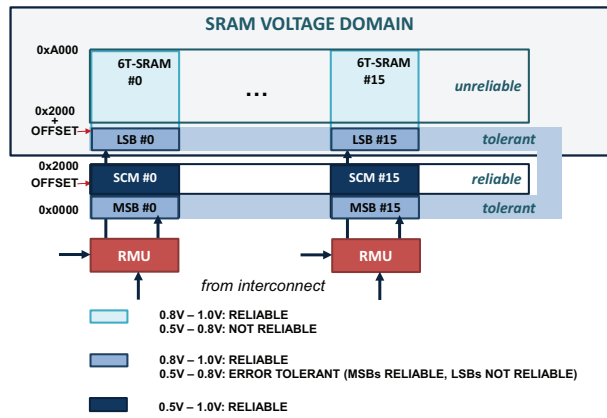 SRAM VOLTAGE DOMAIN
0xA000
6T-SRAM
#0
...
6T-SRAM
#15
unreliable
0x2000
+
OFFSET
LSB #0
LSB #15
tolerant
0x2000
OFFSET
SCM #0
SCM #15
reliable
0x0000
MSB #0
MSB #15
tolerant
RMU
RMU
from interconnect
0.8V – 1.0V: RELIABLE
0.5V – 0.8V: NOT RELIABLE
0.8V – 1.0V: RELIABLE
0.5V – 0.8V: ERROR TOLERANT (MSBs RELIABLE, LSBs NOT RELIABLE)
0.5V – 1.0V: RELIABLE